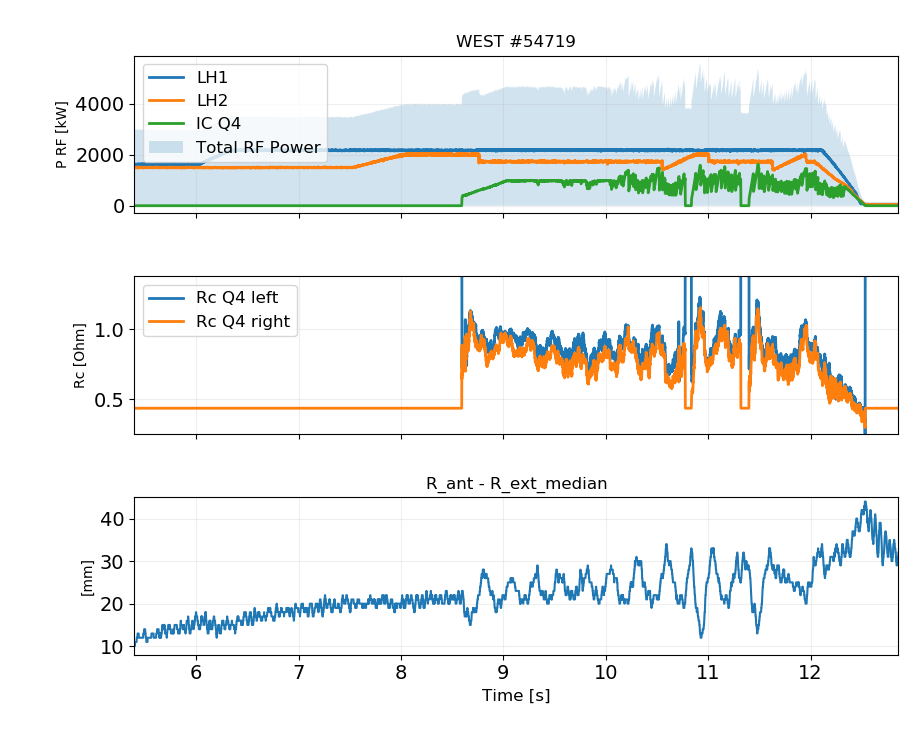 WEST #54719
P RF [kW]
4000
2000
0
LH1
LH2
IC Q4
Total RF Power
Rc [Ohm]
1.0
0.5
Rc Q4 left
Rc Q4 right
R_ant - R_ext_median
[mm]
40
30
20
10
6 7 8 9 10 11 12
Time [s]